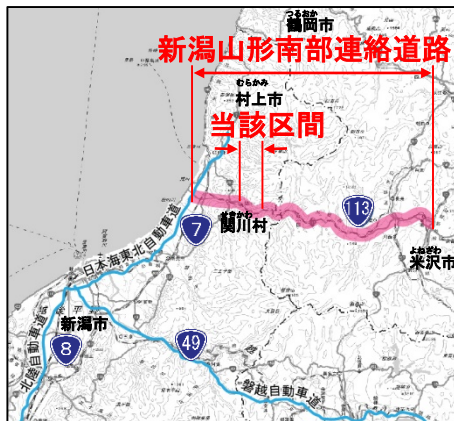 つるおか
鶴岡市
新潟山形南部連絡道路
むらかみ
村上市
当該区間
113
せきかわ
関川村
7
よねざわ
米沢市
日本海東北自動車道
新潟市
49
8
北陸自動車道
磐越自動車道